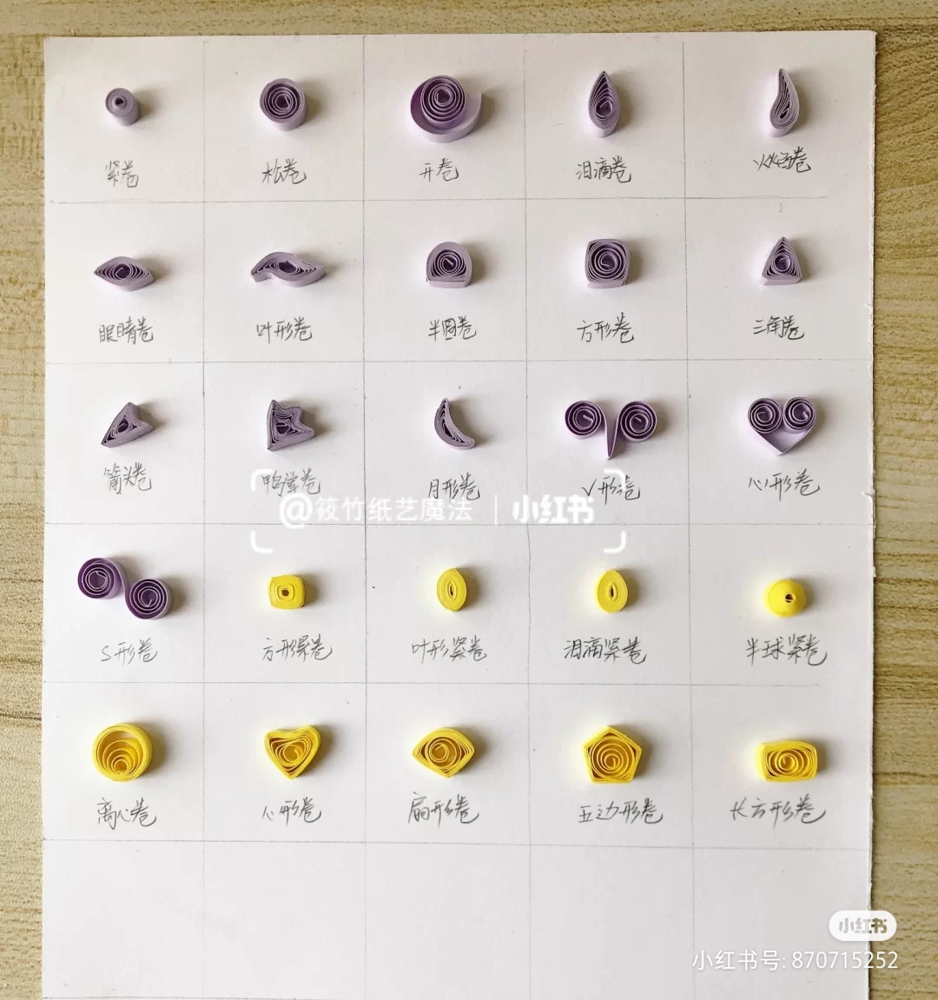 紧卷
松卷
开卷
泪滴卷
火焰卷
眼睛卷
叶形卷
半圆卷
方形卷
三角卷
箭头卷
鸭掌卷
月形卷
V形卷
心形卷
@筱竹纸艺魔法 | 小红书
S形卷
方形紧卷
叶形紧卷
泪滴紧卷
半球紧卷
离心卷
心形卷
扇形卷
五边形卷
长方形卷
小红书
小红书号: 870715252